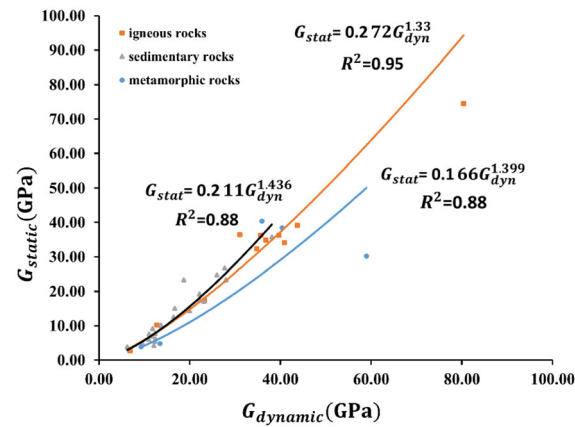 100.00
90.00
80.00
70.00
60.00
50.00
40.00
30.00
20.00
10.00
0.00
G_static(GPa)
igneous rocks
sedimentary rocks
metamorphic rocks
G_stat=0.272G_dyn^1.33
R²=0.95
G_stat=0.211G_dyn^1.436
R²=0.88
G_stat=0.166G_dyn^1.399
R²=0.88
0.00 20.00 40.00 60.00 80.00 100.00
G_dynamic(GPa)